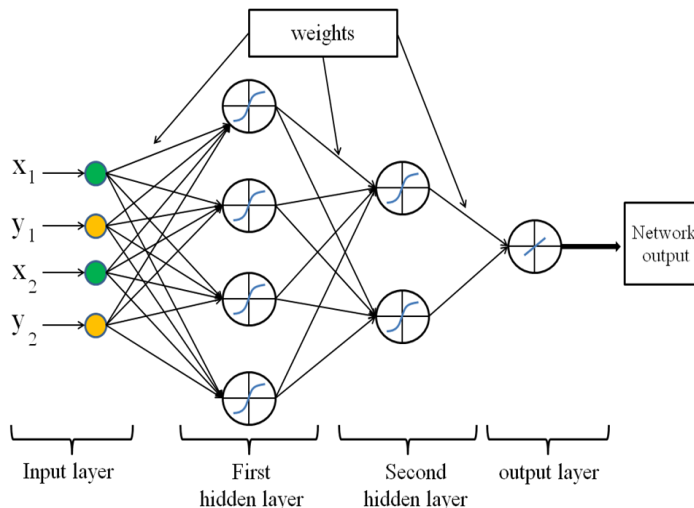 weights
x1
y1
x2
y2
Network
output
Input layer
First
hidden layer
Second
hidden layer
output layer